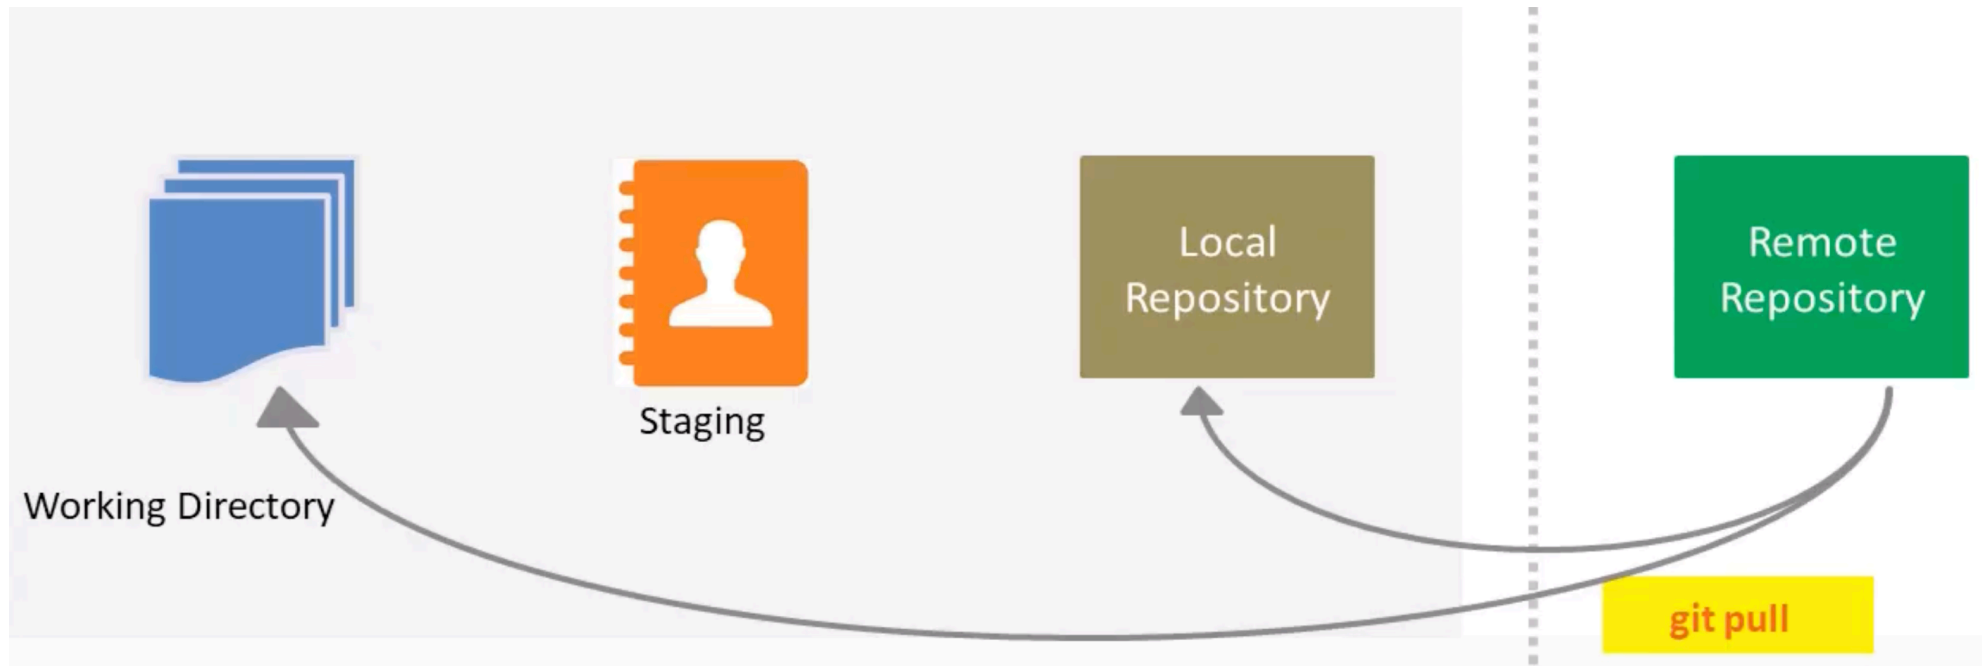 Local
Repository
Remote
Repository
Staging
Working Directory
git pull